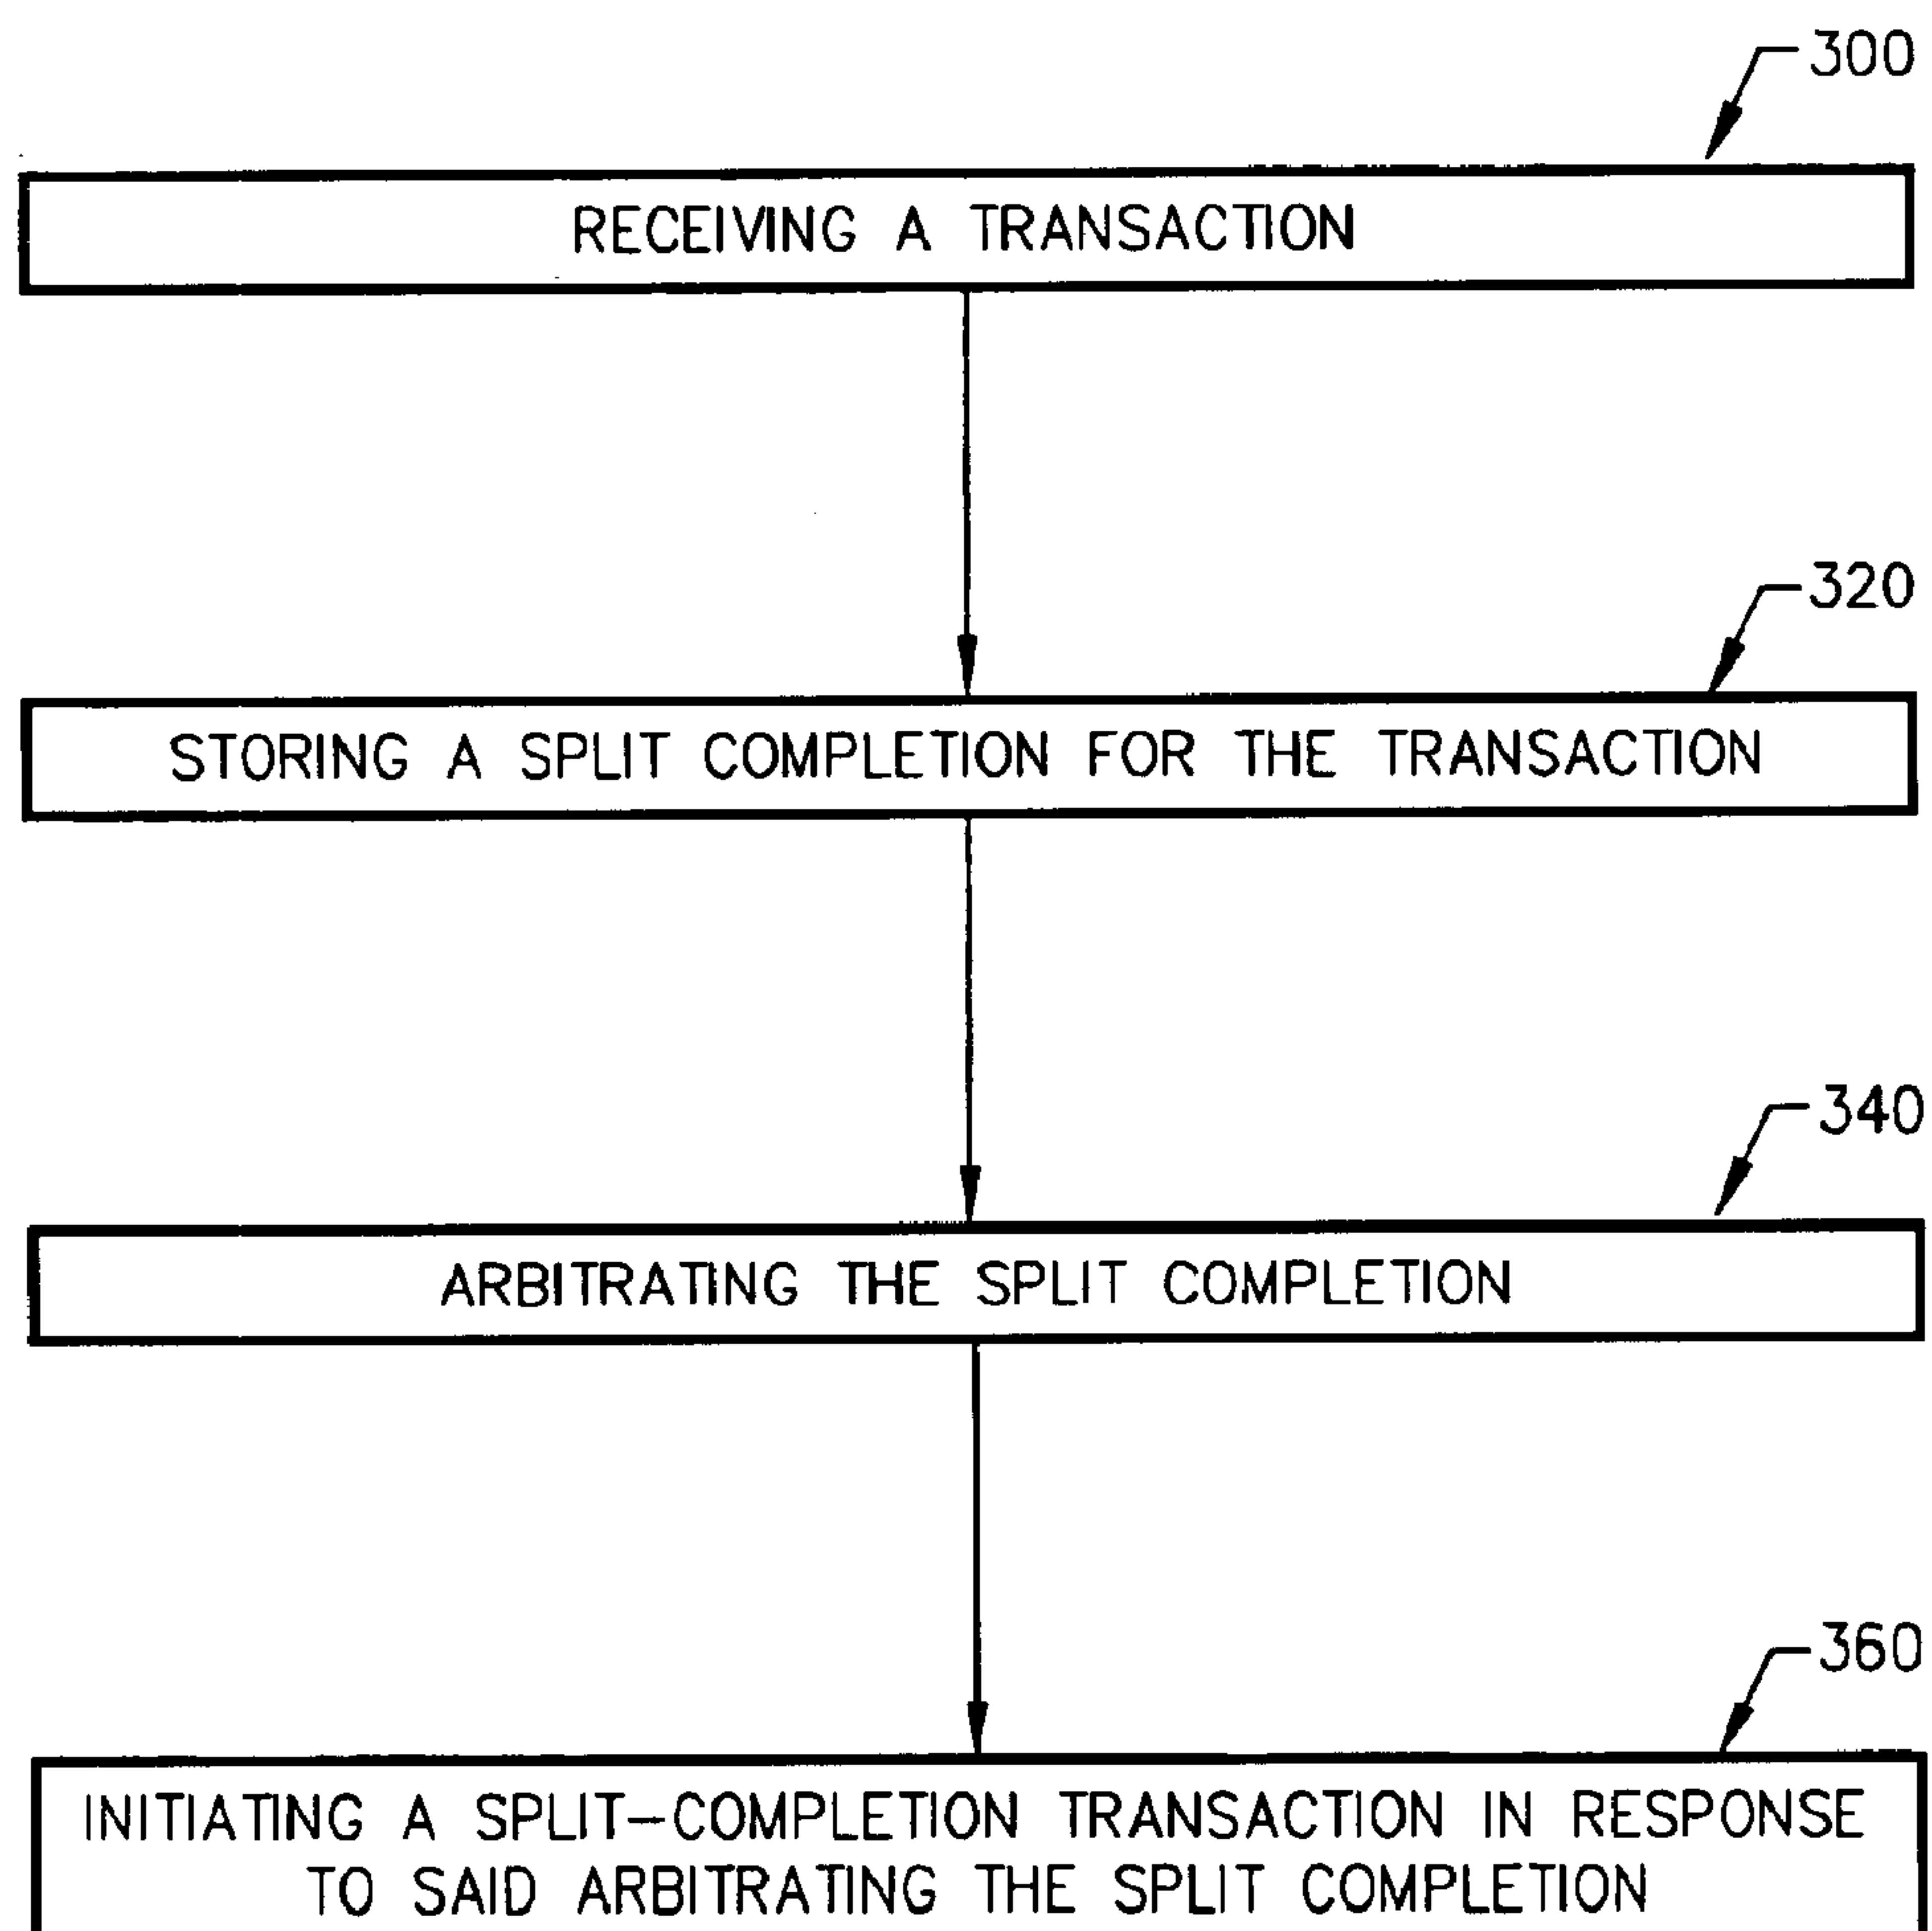 300
RECEIVING A TRANSACTION
320
STORING A SPLIT COMPLETION FOR THE TRANSACTION
340
ARBITRATING THE SPLIT COMPLETION
360
INITIATING A SPLIT-COMPLETION TRANSACTION IN RESPONSE
TO SAID ARBITRATING THE SPLIT COMPLETION